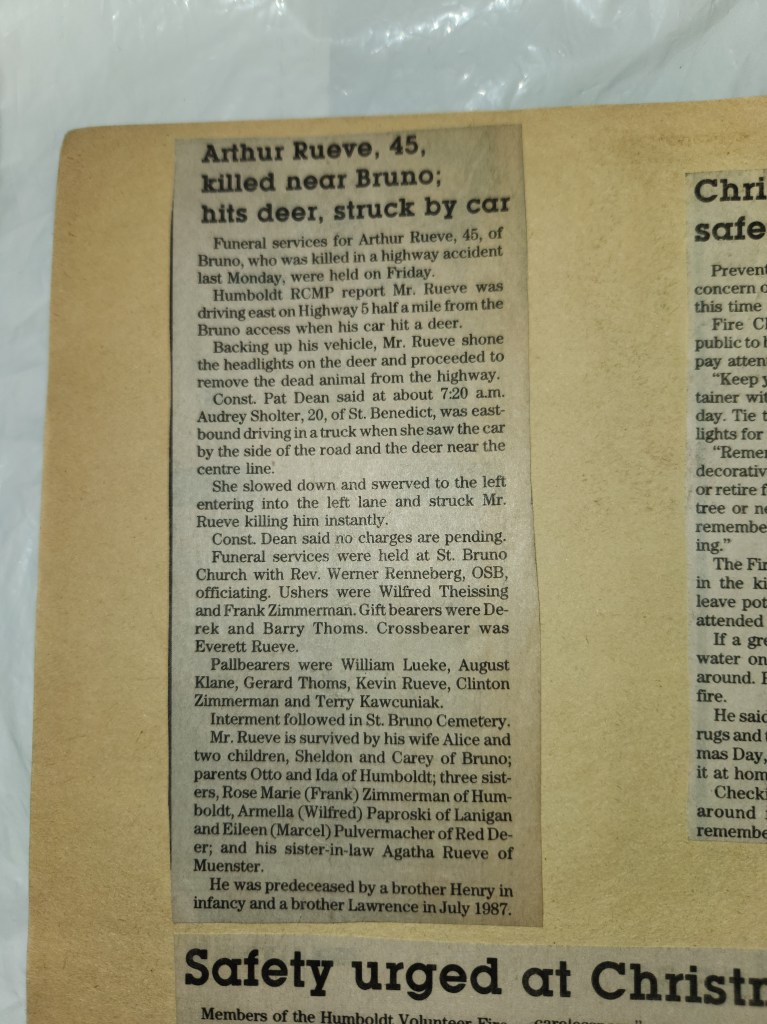 Arthur Rueve, 45,
killed near Bruno;
hits deer, struck by car
Funeral services for Arthur Rueve, 45, of
Bruno, who was killed in a highway accident
last Monday, were held on Friday.
Humboldt RCMP report Mr. Rueve was
driving east on Highway 5 half a mile from the
Bruno access when his car hit a deer.
Backing up his vehicle, Mr. Rueve shone
the headlights on the deer and proceeded to
remove the dead animal from the highway.
Const. Pat Dean said at about 7:20 a.m.
Audrey Sholter, 20, of St. Benedict, was east-
bound driving in a truck when she saw the car
by the side of the road and the deer near the
centre line.
She slowed down and swerved to the left
entering into the left lane and struck Mr.
Rueve killing him instantly.
Const. Dean said no charges are pending.
Funeral services were held at St. Bruno
Church with Rev. Werner Renneberg, OSB,
officiating. Ushers were Wilfred Theissing
and Frank Zimmerman. Gift bearers were De-
rek and Barry Thoms. Crossbearer was
Everett Rueve.
Pallbearers were William Lueke, August
Klane, Gerard Thoms, Kevin Rueve, Clinton
Zimmerman and Terry Kawcuniak.
Interment followed in St. Bruno Cemetery.
Mr. Rueve is survived by his wife Alice and
two children, Sheldon and Carey of Bruno;
parents Otto and Ida of Humboldt; three sist-
ers, Rose Marie (Frank) Zimmerman of Hum-
boldt, Armella (Wilfred) Paproski of Lanigan
and Eileen (Marcel) Pulvermacher of Red De-
er; and his sister-in-law Agatha Rueve of
Muenster.
He was predeceased by a brother Henry in
infancy and a brother Lawrence in July 1987.
Chri
safe
Prevent
concern o
this time
Fire Cl
public to b
pay atten
"Keep y
tainer wit
day. Tie t
lights for
"Remer
decorativ
or retire f
tree or ne
remembe
ing."
The Fir
in the ki
leave pot
attended
If a gre
water on
around. F
fire.
He said
rugs and t
mas Day,
it at hom
Checki
around
remembe
Safety urged at Christm
Members of the Humboldt Volunteer Fire